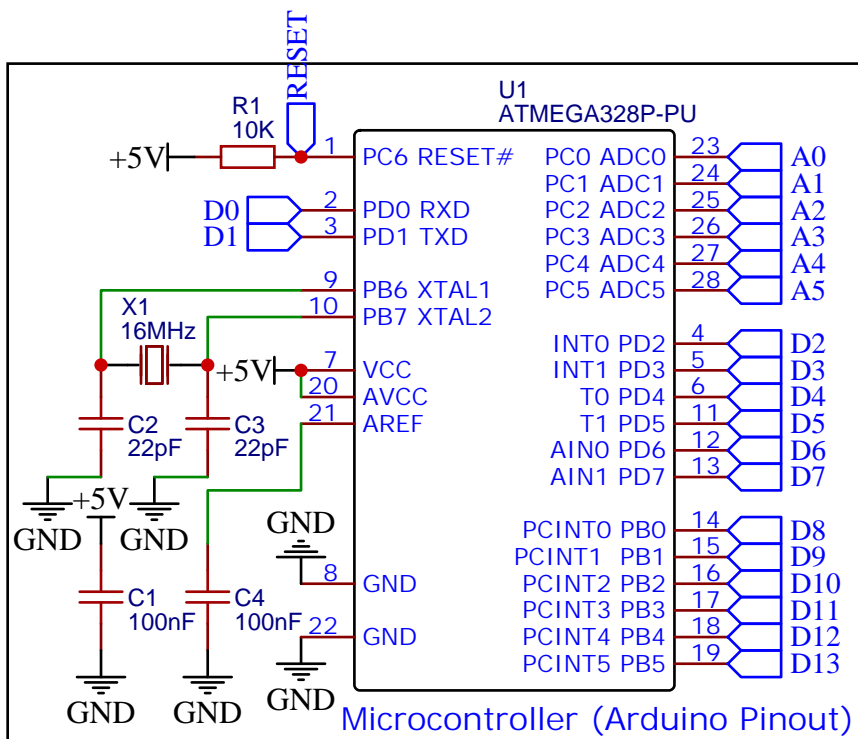 RESET
U1
ATMEGA328P-PU
R1
10K
+5V
1 PC6 RESET#
PC0 ADC0 23 A0
PC1 ADC1 24 A1
D0 2 PD0 RXD
PC2 ADC2 25 A2
D1 3 PD1 TXD
PC3 ADC3 26 A3
PC4 ADC4 27 A4
9 PB6 XTAL1
PC5 ADC5 28 A5
X1
16MHz
10 PB7 XTAL2
INT0 PD2 4 D2
+5V 7 VCC
INT1 PD3 5 D3
20 AVCC
T0 PD4 6 D4
21 AREF
T1 PD5 11 D5
C2
22pF
C3
22pF
AIN0 PD6 12 D6
AIN1 PD7 13 D7
+5V
GND
GND
GND
PCINT0 PB0 14 D8
PCINT1 PB1 15 D9
8 GND
PCINT2 PB2 16 D10
C1
100nF
C4
100nF
PCINT3 PB3 17 D11
22 GND
PCINT4 PB4 18 D12
PCINT5 PB5 19 D13
GND
GND
GND
Microcontroller (Arduino Pinout)